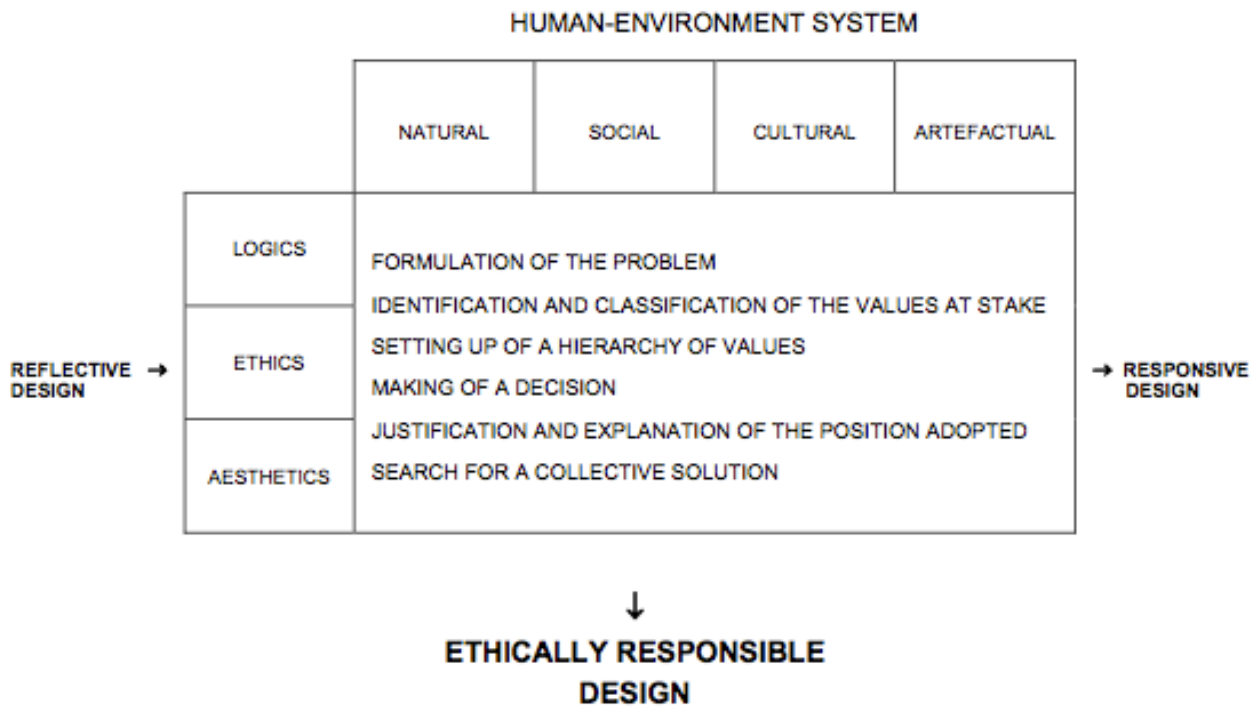 HUMAN-ENVIRONMENT SYSTEM
NATURAL
SOCIAL
CULTURAL
ARTEFACTUAL
LOGICS
ETHICS
AESTHETICS
FORMULATION OF THE PROBLEM
IDENTIFICATION AND CLASSIFICATION OF THE VALUES AT STAKE
SETTING UP OF A HIERARCHY OF VALUES
MAKING OF A DECISION
JUSTIFICATION AND EXPLANATION OF THE POSITION ADOPTED
SEARCH FOR A COLLECTIVE SOLUTION
REFLECTIVE →
DESIGN
→ RESPONSIVE
DESIGN
↓
ETHICALLY RESPONSIBLE
DESIGN